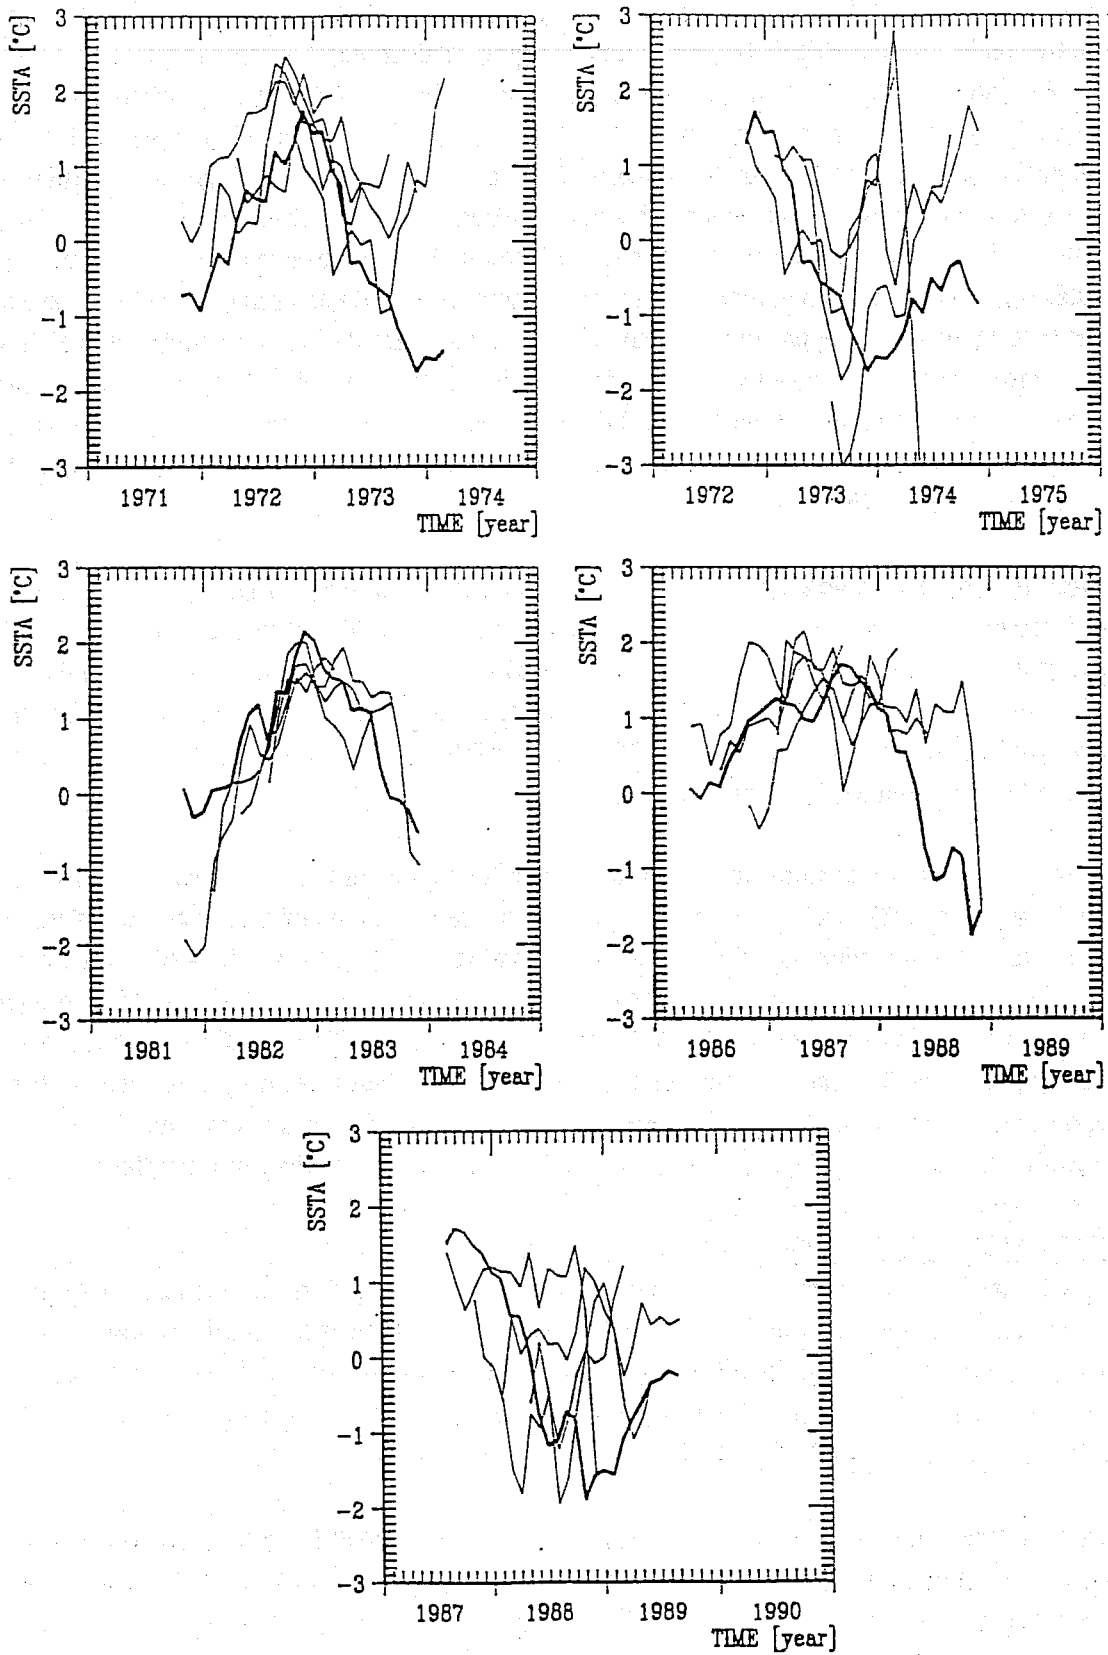 SSTA [°C]
3
2
1
0
-1
-2
-3
1971 1972 1973 1974
TIME [year]
SSTA [°C]
3
2
1
0
-1
-2
-3
1972 1973 1974 1975
TIME [year]
SSTA [°C]
3
2
1
0
-1
-2
-3
1981 1982 1983 1984
TIME [year]
SSTA [°C]
3
2
1
0
-1
-2
-3
1986 1987 1988 1989
TIME [year]
SSTA [°C]
3
2
1
0
-1
-2
-3
1987 1988 1989 1990
TIME [year]